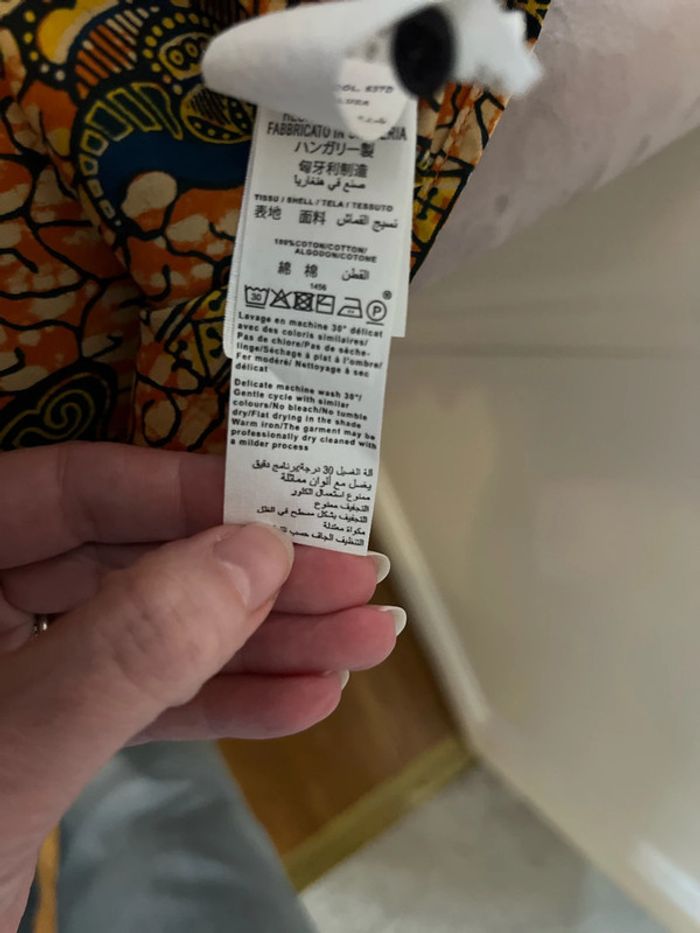 FABBRICATO IN
ハンガリー製
匈牙利制造
صنع في هنغاريا
TISSU / SHELL / TELA / TESSUTO
表地 面料 نسيج القماش
100%COTON/COTTON/
ALGODON/COTONE
綿 棉 القطن
1456
30 P ®
Lavage en machine 30° délicat
avec des coloris similaires/
Pas de chlore/Pas de sèche-
linge/Séchage à plat à l'ombre/
Fer modéré/ Nettoyage à sec
délicat
Delicate machine wash 30°/
Gentle cycle with similar
colours/No bleach/No tumble
dry/Flat drying in the shade
Warm iron/The garment may be
professionally dry cleaned with
a milder process
آلة الغسيل 30 درجة/برنامج دقيق
يغسل مع ألوان مماثلة
ممنوع استعمال الكلور
التجفيف ممنوع
التجفيف بشكل مسطح في الظل
مكواة معتدلة
التنظيف الجاف حسب